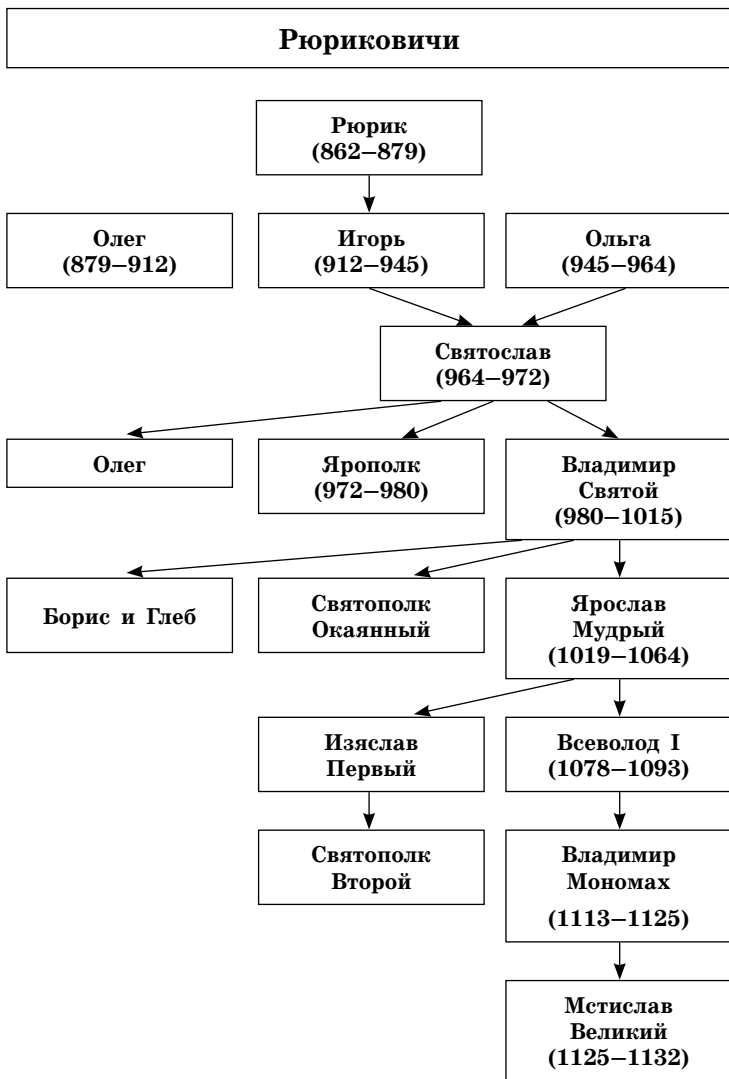 Рюриковичи
Рюрик
(862–879)
Олег
(879–912)
Игорь
(912–945)
Ольга
(945–964)
Святослав
(964–972)
Олег
Ярополк
(972–980)
Владимир
Святой
(980–1015)
Борис и Глеб
Святополк
Окаянный
Ярослав
Мудрый
(1019–1064)
Изяслав
Первый
Всеволод I
(1078–1093)
Святополк
Второй
Владимир
Мономах
(1113–1125)
Мстислав
Великий
(1125–1132)